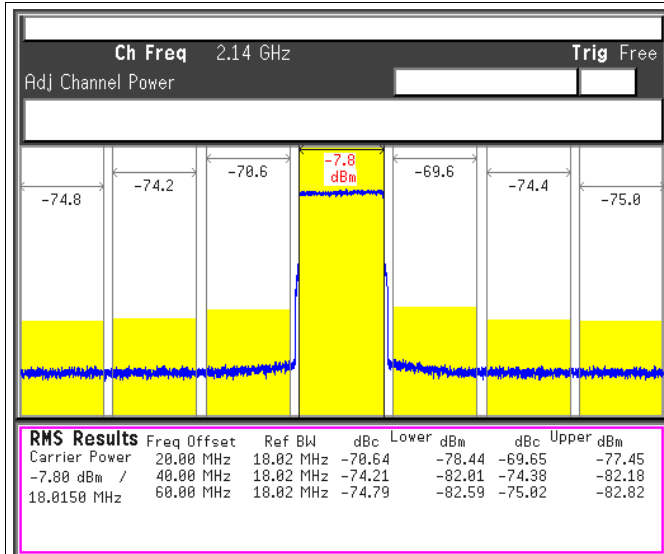 Ch Freq 2.14 GHz Trig Free
Adj Channel Power
-74.8 -74.2 -70.6 -7.8 dBm -69.6 -74.4 -75.0
RMS Results Freq Offset Ref BW dBc Lower dBm dBc Upper dBm
Carrier Power 20.00 MHz 18.02 MHz -70.64 -78.44 -69.65 -77.45
-7.80 dBm / 40.00 MHz 18.02 MHz -74.21 -82.01 -74.38 -82.18
18.0150 MHz 60.00 MHz 18.02 MHz -74.79 -82.59 -75.02 -82.82